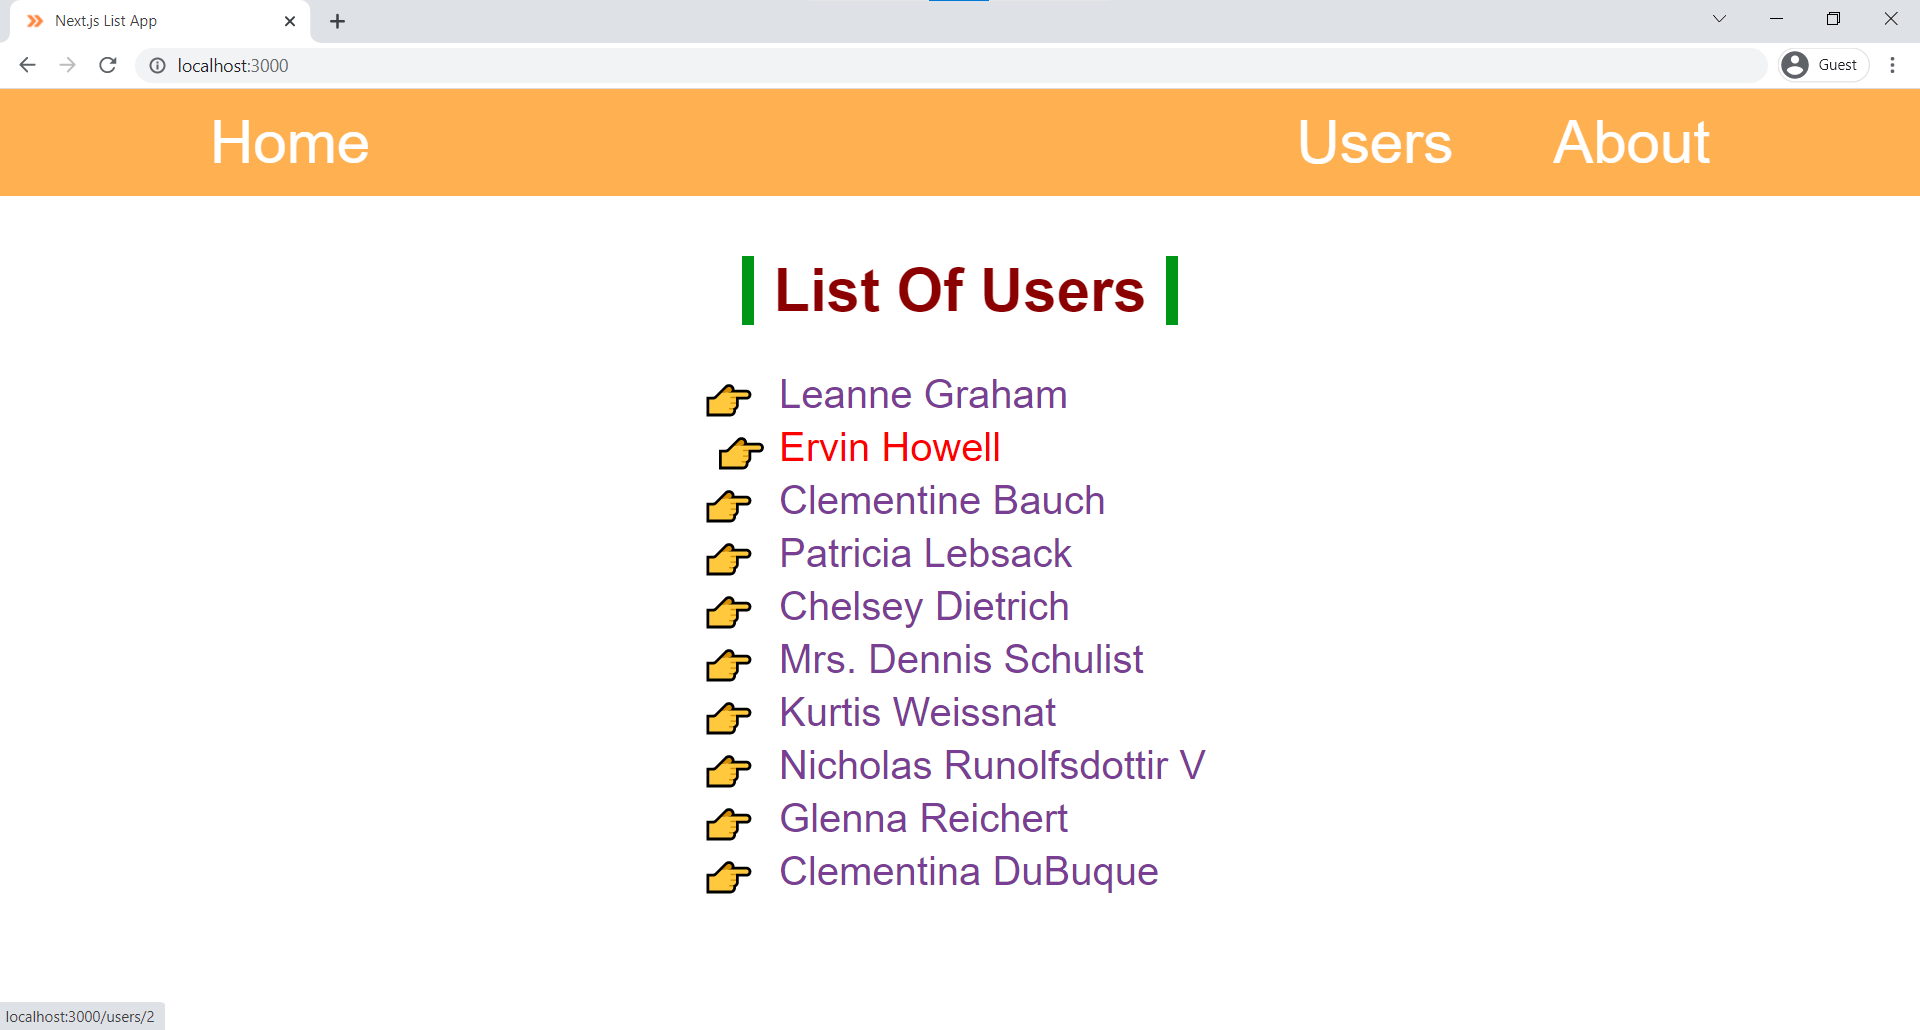 Next.js List App
localhost:3000
Guest
Home Users About
List Of Users
Leanne Graham
Ervin Howell
Clementine Bauch
Patricia Lebsack
Chelsey Dietrich
Mrs. Dennis Schulist
Kurtis Weissnat
Nicholas Runolfsdottir V
Glenna Reichert
Clementina DuBuque
localhost:3000/users/2